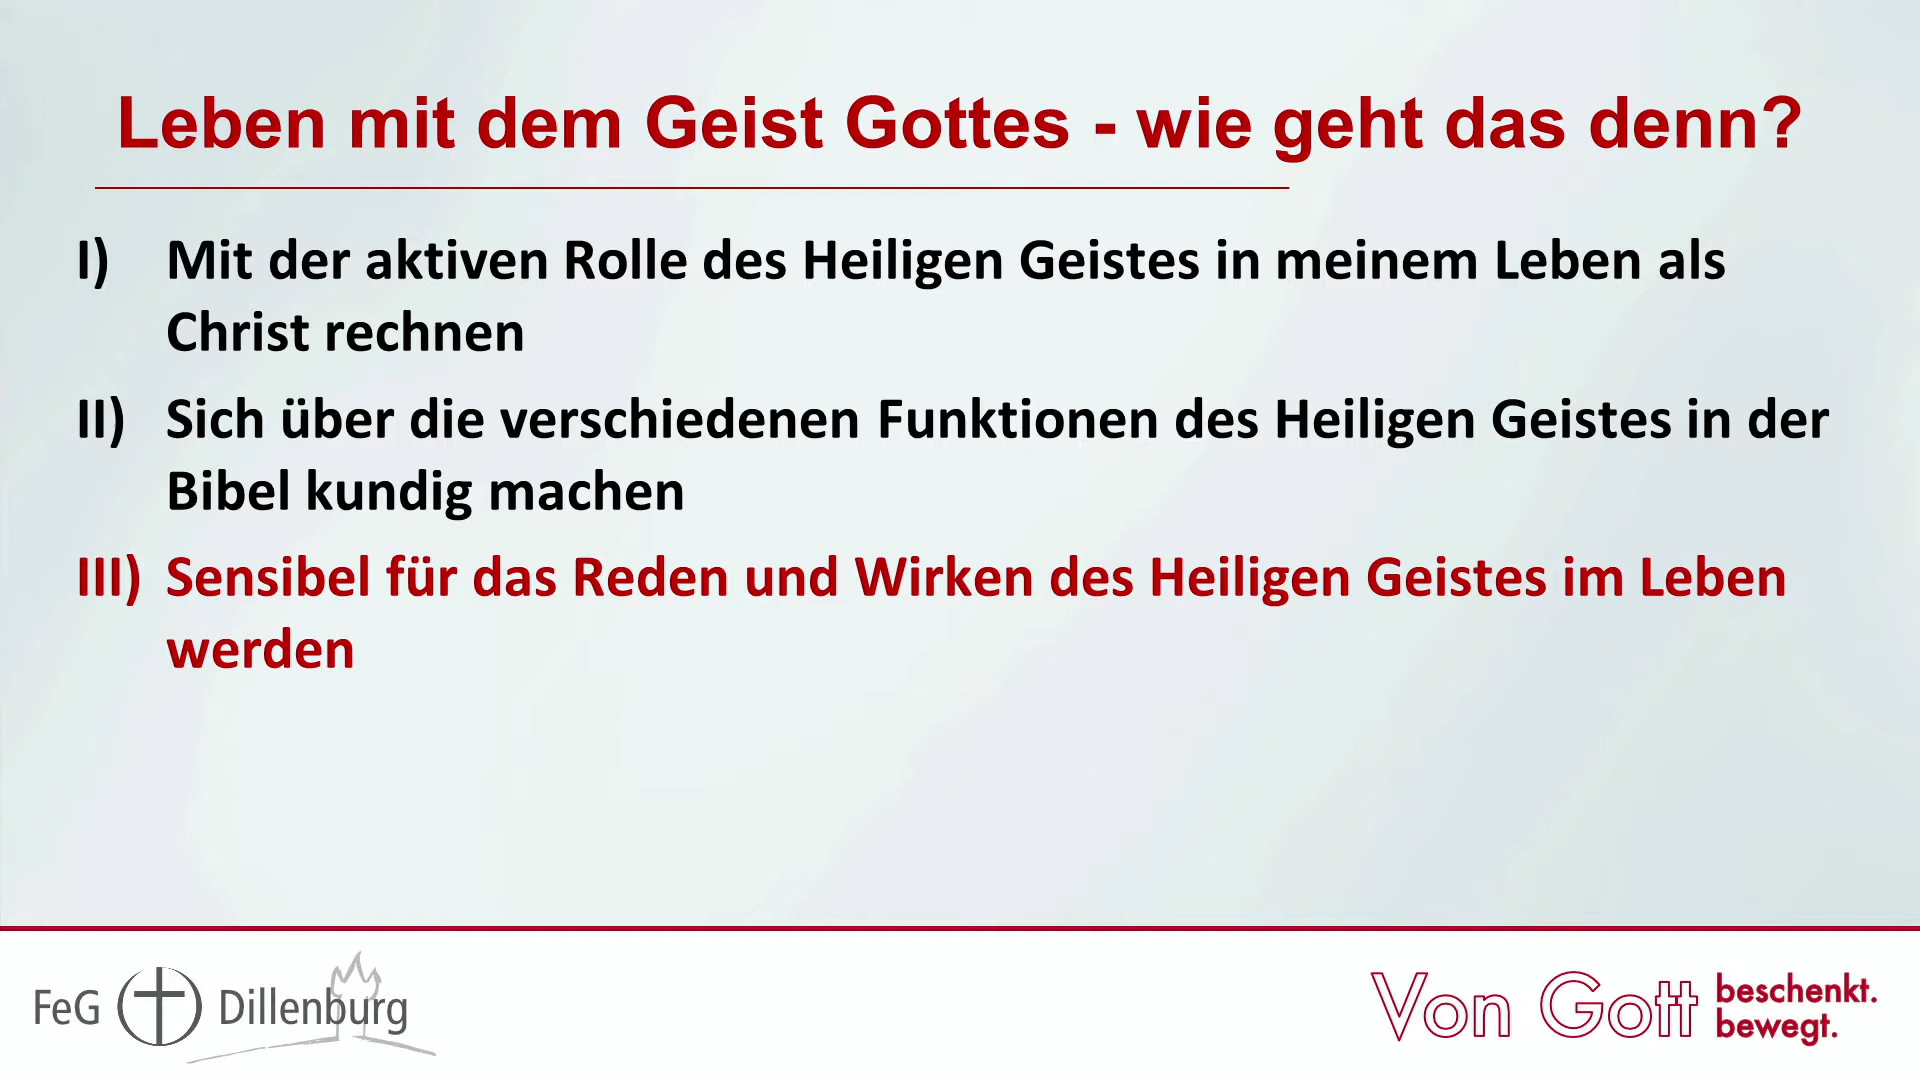 Leben mit dem Geist Gottes - wie geht das denn?
I) Mit der aktiven Rolle des Heiligen Geistes in meinem Leben als
Christ rechnen
II) Sich über die verschiedenen Funktionen des Heiligen Geistes in der
Bibel kundig machen
III) Sensibel für das Reden und Wirken des Heiligen Geistes im Leben
werden
FeG Dillenburg
Von Gott beschenkt.
bewegt.